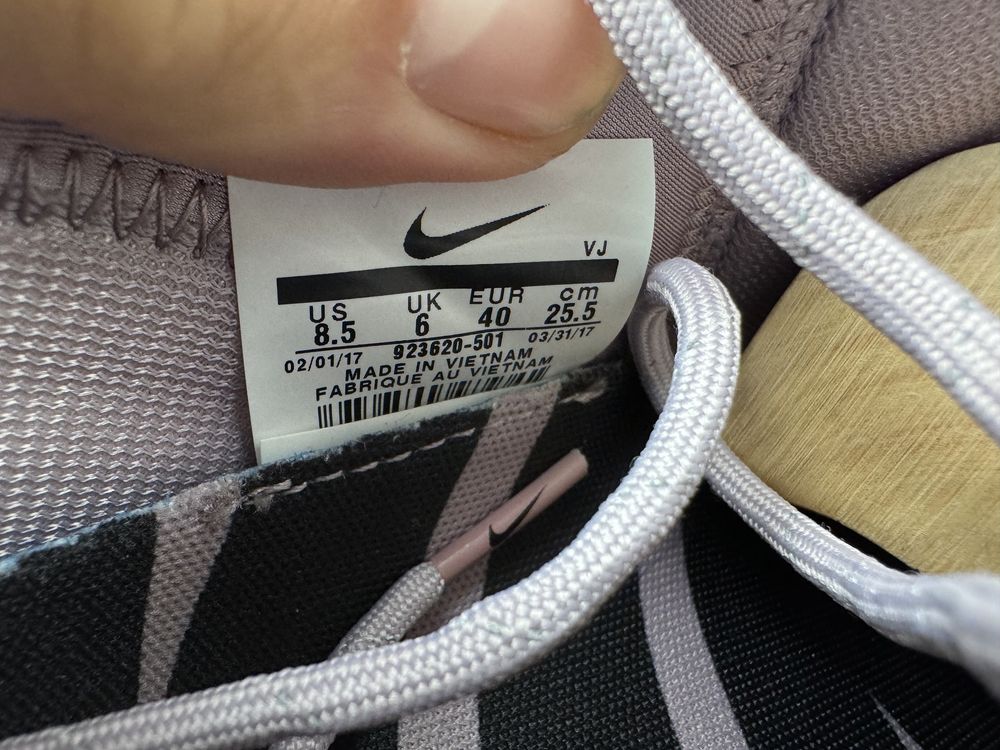 VJ
US UK EUR cm
8.5 6 40 25.5
02/01/17 923620-501 03/31/17
MADE IN VIETNAM
FABRIQUE AU VIETNAM